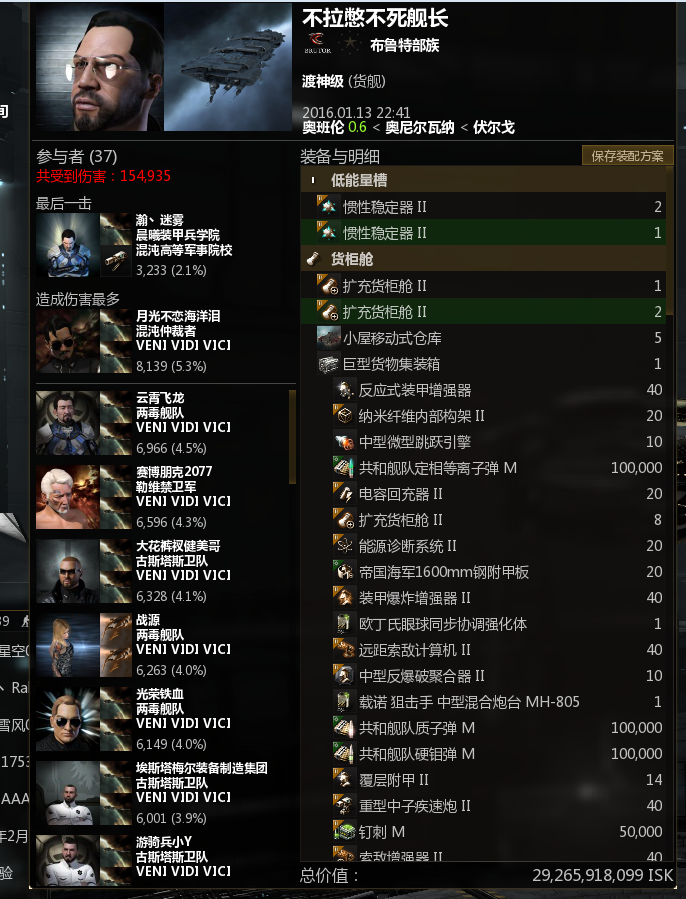 不拉憋不死舰长
BRUTOR
布鲁特部族
渡神级 (货舰)
2016.01.13 22:41
奥班伦 0.6 < 奥尼尔瓦纳 < 伏尔戈
参与者 (37)
共受到伤害：154,935
最后一击
瀚丶迷雾
晨曦装甲兵学院
混沌高等军事院校
3,233 (2.1%)
造成伤害最多
月光不恋海洋泪
混沌仲裁者
VENI VIDI VICI
8,139 (5.3%)
云霄飞龙
两毒舰队
VENI VIDI VICI
6,966 (4.5%)
赛博朋克2077
勒维禁卫军
VENI VIDI VICI
6,596 (4.3%)
大花裤衩健美哥
古斯塔斯卫队
VENI VIDI VICI
6,328 (4.1%)
战源
两毒舰队
VENI VIDI VICI
6,263 (4.0%)
光荣铁血
两毒舰队
VENI VIDI VICI
6,149 (4.0%)
埃斯塔梅尔装备制造集团
古斯塔斯卫队
VENI VIDI VICI
6,001 (3.9%)
游骑兵小Y
古斯塔斯卫队
VENI VIDI VICI
装备与明细
保存装配方案
低能量槽
惯性稳定器 II 2
惯性稳定器 II 1
货柜舱
扩充货柜舱 II 1
扩充货柜舱 II 2
小屋移动式仓库 5
巨型货物集装箱 1
反应式装甲增强器 40
纳米纤维内部构架 II 20
中型微型跳跃引擎 10
共和舰队定相等离子弹 M 100,000
电容回充器 II 20
扩充货柜舱 II 8
能源诊断系统 II 20
帝国海军1600mm钢附甲板 20
装甲爆炸增强器 II 40
欧丁氏眼球同步协调强化体 1
远距索敌计算机 II 40
中型反爆破聚合器 II 10
载诺 狙击手 中型混合炮台 MH-805 1
共和舰队质子弹 M 100,000
共和舰队硬钼弹 M 100,000
覆层附甲 II 14
重型中子疾速炮 II 40
钉刺 M 50,000
索敌增强器 II 40
总价值： 29,265,918,099 ISK